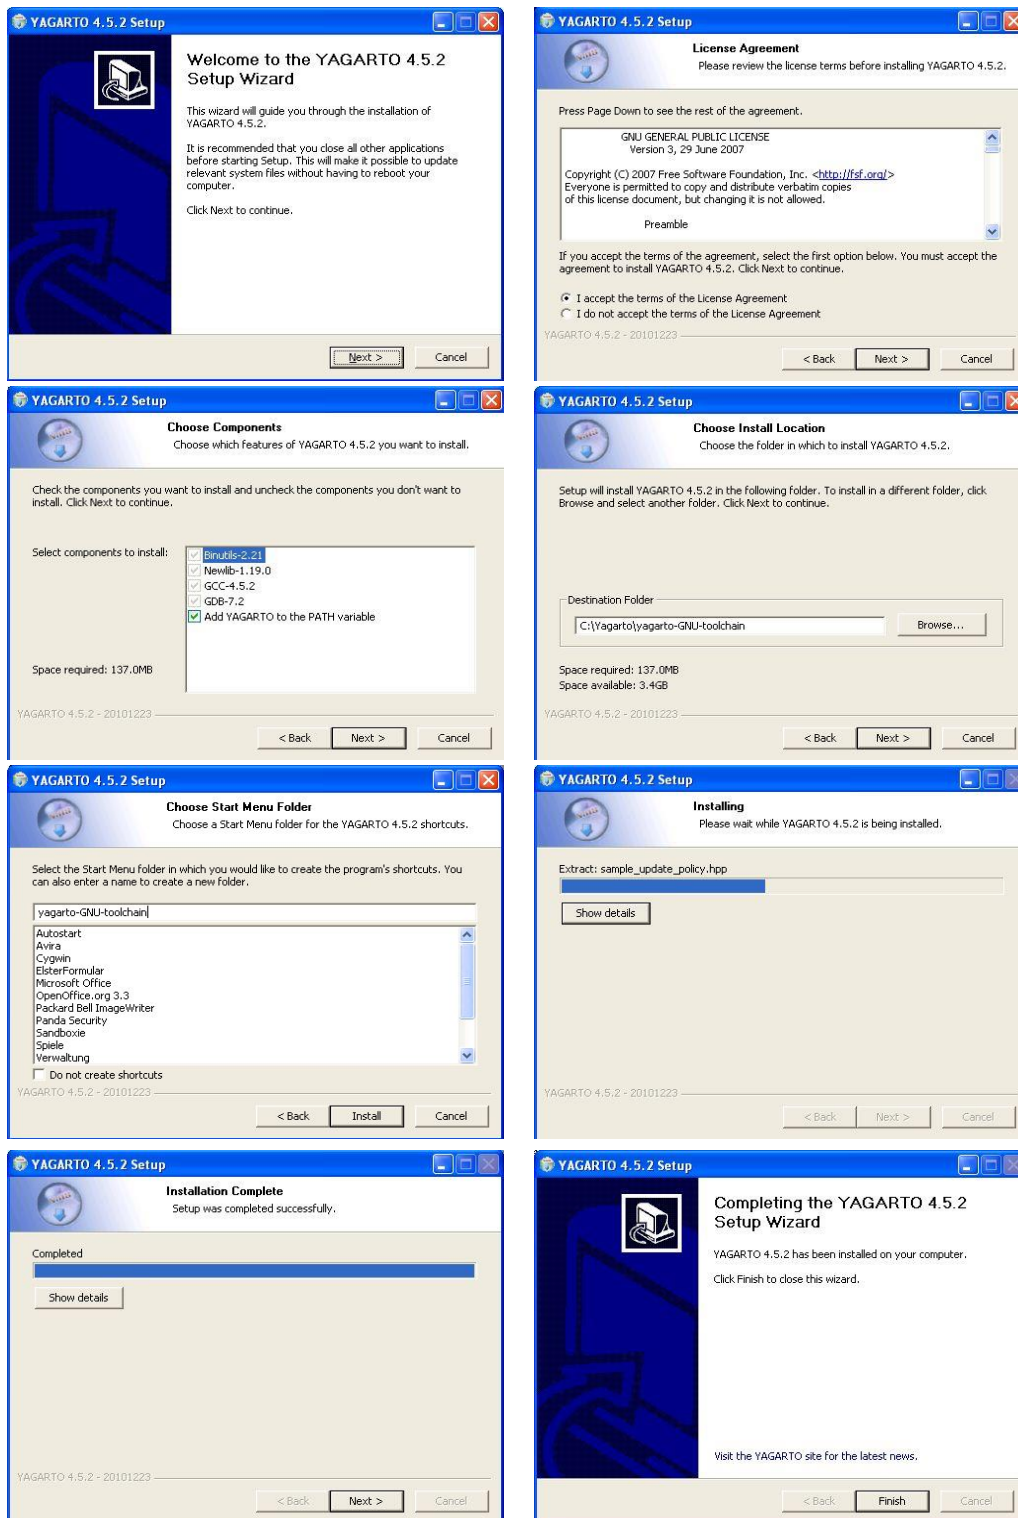 YAGARTO 4.5.2 Setup
Welcome to the YAGARTO 4.5.2
Setup Wizard
This wizard will guide you through the installation of
YAGARTO 4.5.2.
It is recommended that you close all other applications
before starting Setup. This will make it possible to update
relevant system files without having to reboot your
computer.
Click Next to continue.
Next >
Cancel
YAGARTO 4.5.2 Setup
License Agreement
Please review the license terms before installing YAGARTO 4.5.2.
Press Page Down to see the rest of the agreement.
GNU GENERAL PUBLIC LICENSE
Version 3, 29 June 2007
Copyright (C) 2007 Free Software Foundation, Inc. <http://fsf.org/>
Everyone is permitted to copy and distribute verbatim copies
of this license document, but changing it is not allowed.
Preamble
If you accept the terms of the agreement, select the first option below. You must accept the
agreement to install YAGARTO 4.5.2. Click Next to continue.
I accept the terms of the License Agreement
I do not accept the terms of the License Agreement
YAGARTO 4.5.2 - 20101223
< Back
Next >
Cancel
YAGARTO 4.5.2 Setup
Choose Components
Choose which features of YAGARTO 4.5.2 you want to install.
Check the components you want to install and uncheck the components you don't want to
install. Click Next to continue.
Select components to install:
Binutils-2.21
Newlib-1.19.0
GCC-4.5.2
GDB-7.2
Add YAGARTO to the PATH variable
Space required: 137.0MB
YAGARTO 4.5.2 - 20101223
< Back
Next >
Cancel
YAGARTO 4.5.2 Setup
Choose Install Location
Choose the folder in which to install YAGARTO 4.5.2.
Setup will install YAGARTO 4.5.2 in the following folder. To install in a different folder, click
Browse and select another folder. Click Next to continue.
Destination Folder
C:\Yagarto\yagarto-GNU-toolchain
Browse...
Space required: 137.0MB
Space available: 3.4GB
YAGARTO 4.5.2 - 20101223
< Back
Next >
Cancel
YAGARTO 4.5.2 Setup
Choose Start Menu Folder
Choose a Start Menu folder for the YAGARTO 4.5.2 shortcuts.
Select the Start Menu folder in which you would like to create the program's shortcuts. You
can also enter a name to create a new folder.
yagarto-GNU-toolchain
Autostart
Avira
Cygwin
ElsterFormular
Microsoft Office
OpenOffice.org 3.3
Packard Bell ImageWriter
Panda Security
Sandboxie
Spiele
Verwaltung
Do not create shortcuts
YAGARTO 4.5.2 - 20101223
< Back
Install
Cancel
YAGARTO 4.5.2 Setup
Installing
Please wait while YAGARTO 4.5.2 is being installed.
Extract: sample_update_policy.hpp
Show details
YAGARTO 4.5.2 - 20101223
< Back
Next >
Cancel
YAGARTO 4.5.2 Setup
Installation Complete
Setup was completed successfully.
Completed
Show details
YAGARTO 4.5.2 - 20101223
< Back
Next >
Cancel
YAGARTO 4.5.2 Setup
Completing the YAGARTO 4.5.2
Setup Wizard
YAGARTO 4.5.2 has been installed on your computer.
Click Finish to close this wizard.
Visit the YAGARTO site for the latest news.
< Back
Finish
Cancel